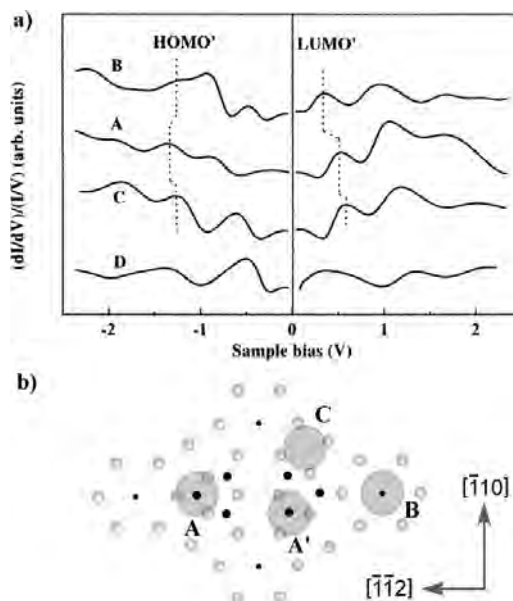 a)
HOMO'
LUMO'
B
A
C
D
(dI/dV)/(I/V) (arb. units)
-2 -1 0 1 2
Sample bias (V)
b)
C
A
A'
B
[1̄10]
[1̄1̄2]